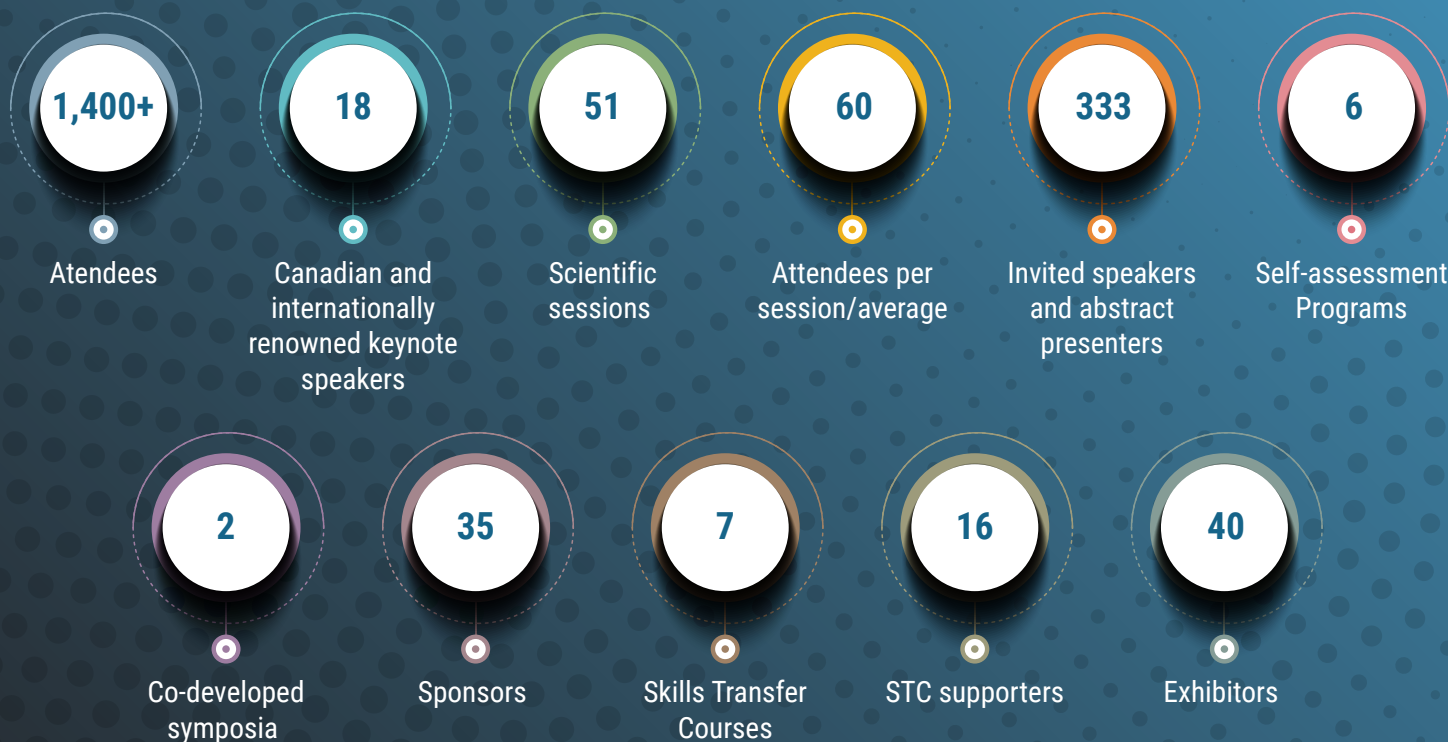 1,400+
Atendees
18
Canadian and
internationally
renowned keynote
speakers
51
Scientific
sessions
60
Attendees per
session/average
333
Invited speakers
and abstract
presenters
6
Self-assessment
Programs
2
Co-developed
symposia
35
Sponsors
7
Skills Transfer
Courses
16
STC supporters
40
Exhibitors